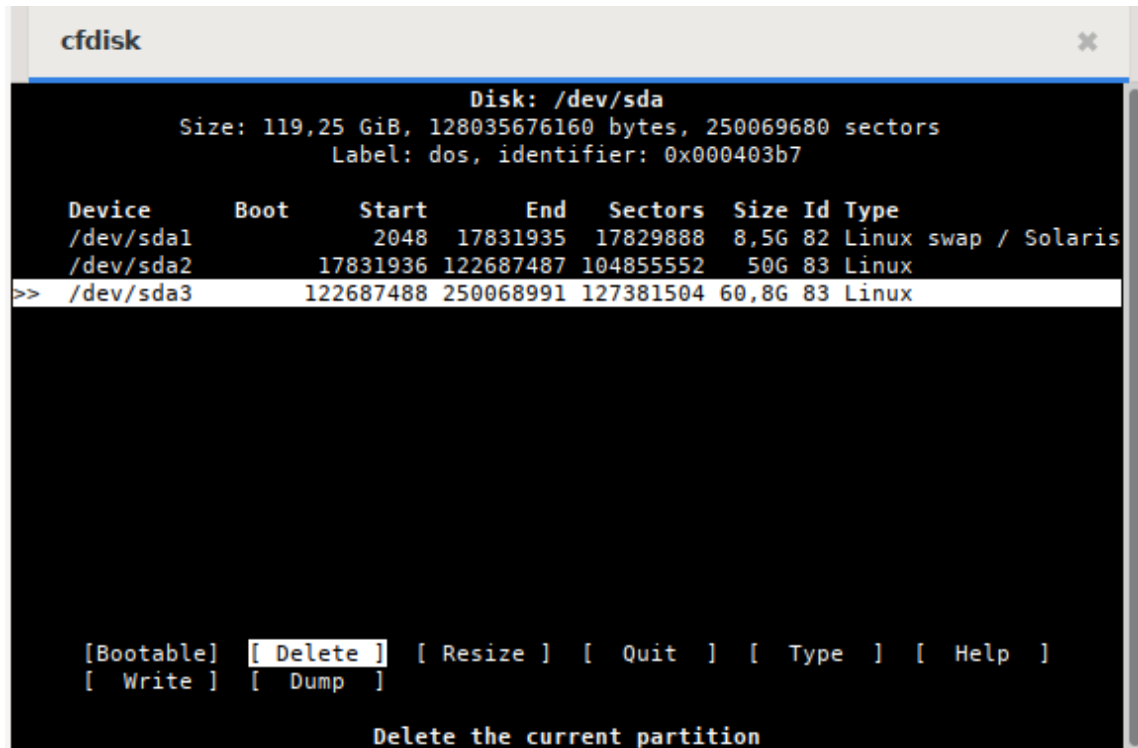 cfdisk
Disk: /dev/sda
Size: 119,25 GiB, 128035676160 bytes, 250069680 sectors
Label: dos, identifier: 0x000403b7
Device Boot Start End Sectors Size Id Type
/dev/sda1 2048 17831935 17829888 8,5G 82 Linux swap / Solaris
/dev/sda2 17831936 122687487 104855552 50G 83 Linux
>> /dev/sda3 122687488 250068991 127381504 60,8G 83 Linux
[Bootable] [ Delete ] [ Resize ] [ Quit ] [ Type ] [ Help ]
[ Write ] [ Dump ]
Delete the current partition